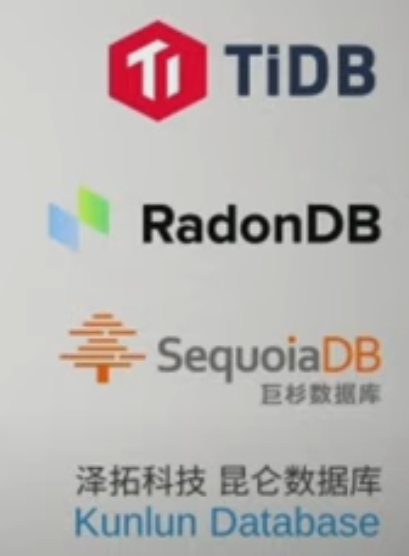 TiDB
RadonDB
SequoiaDB
巨杉数据库
泽拓科技 昆仑数据库
Kunlun Database